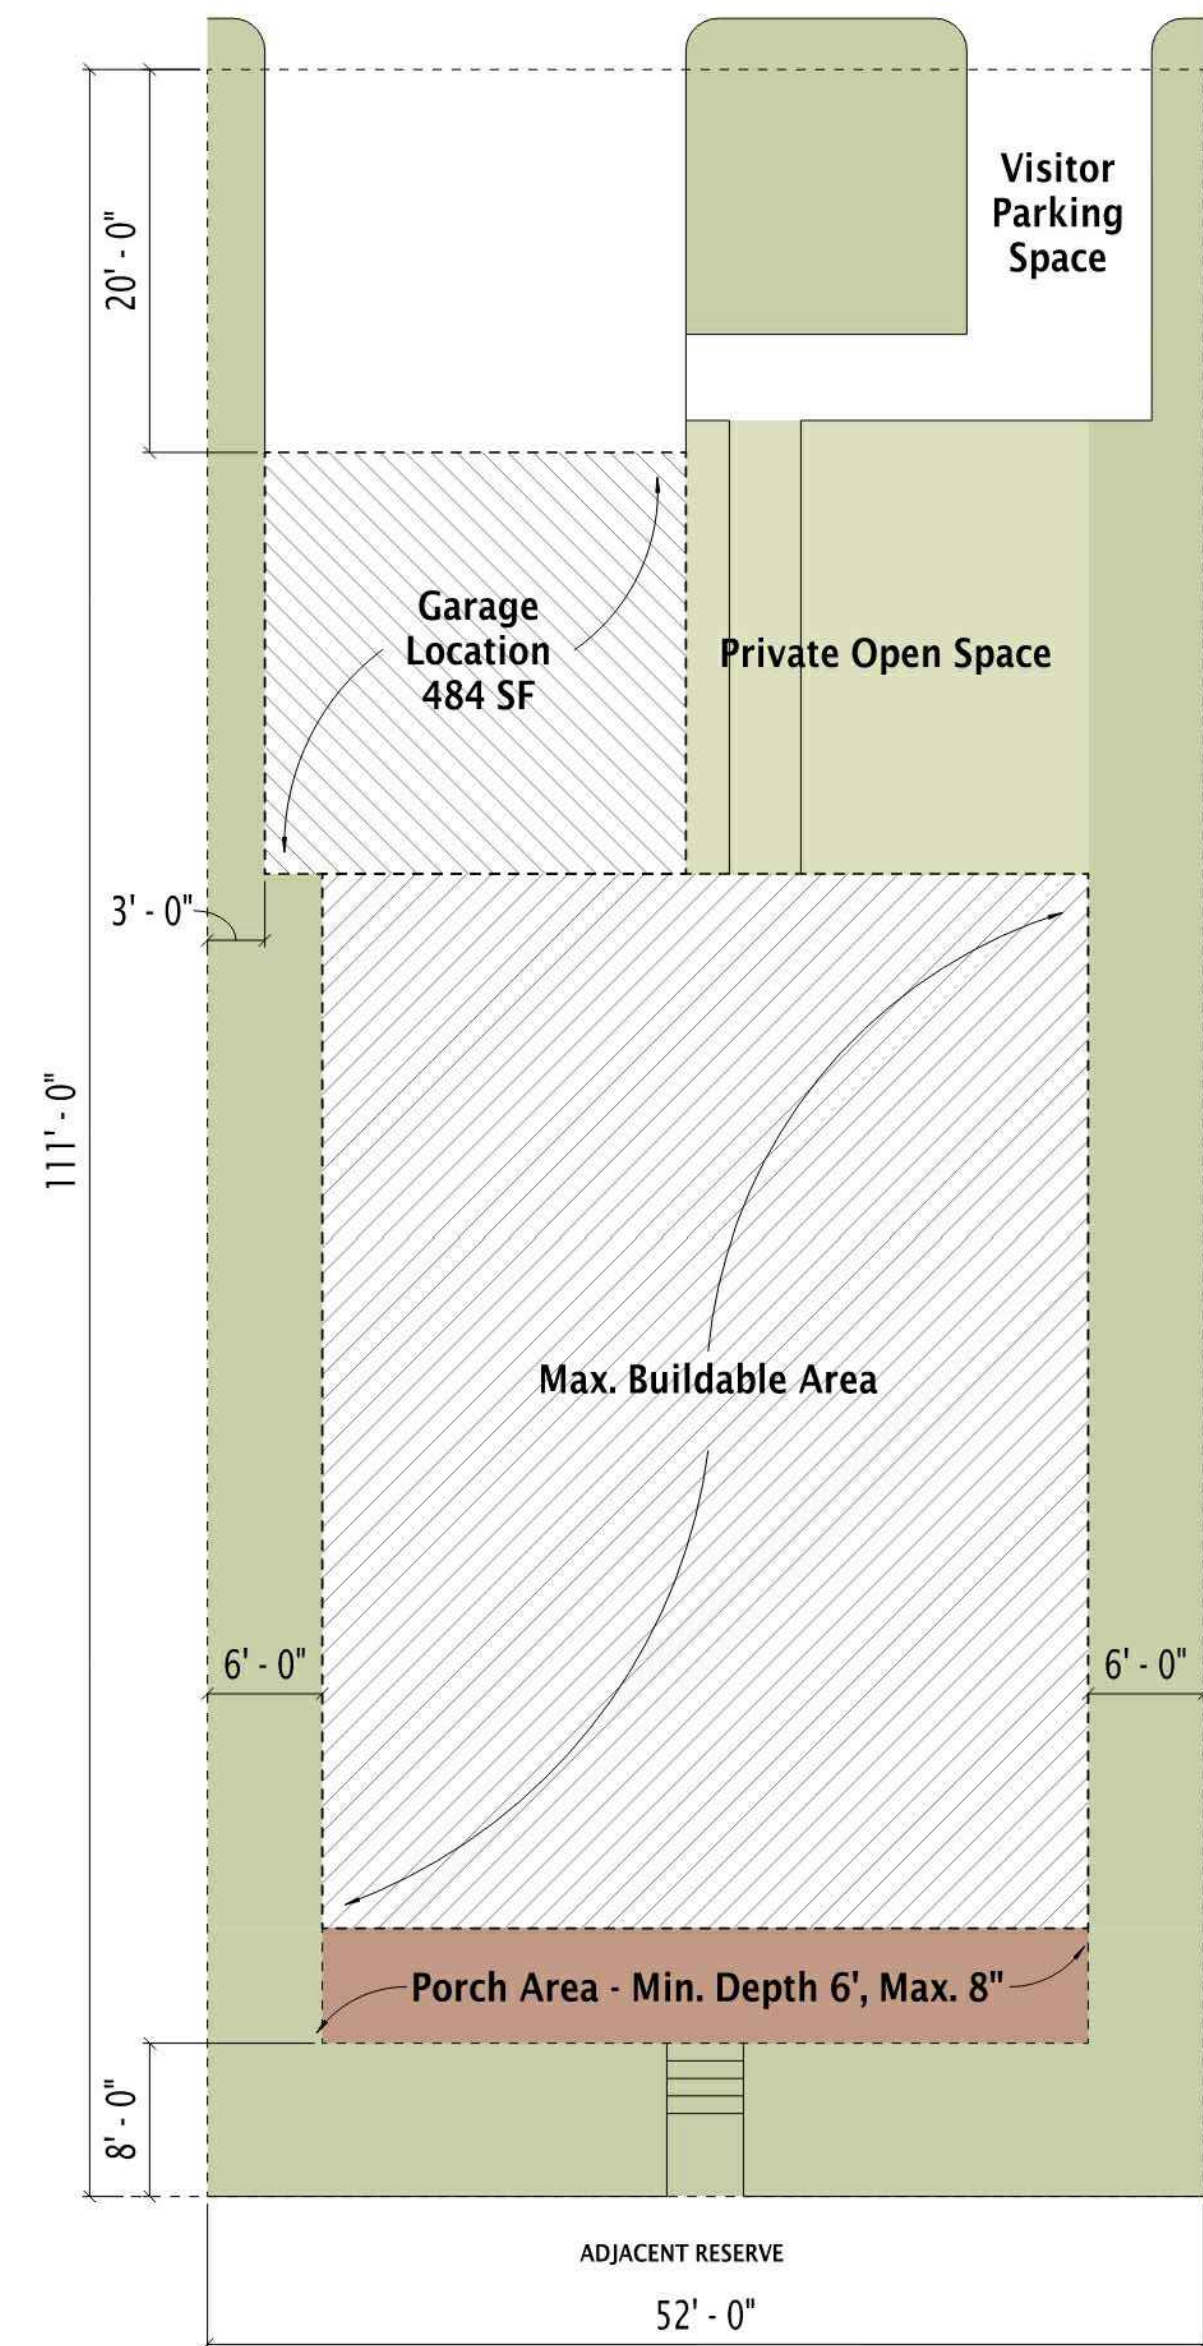 Visitor
Parking
Space
20' - 0"
Garage
Location
484 SF
Private Open Space
3' - 0"
111' - 0"
Max. Buildable Area
6' - 0"
6' - 0"
Porch Area - Min. Depth 6', Max. 8"
8' - 0"
ADJACENT RESERVE
52' - 0"